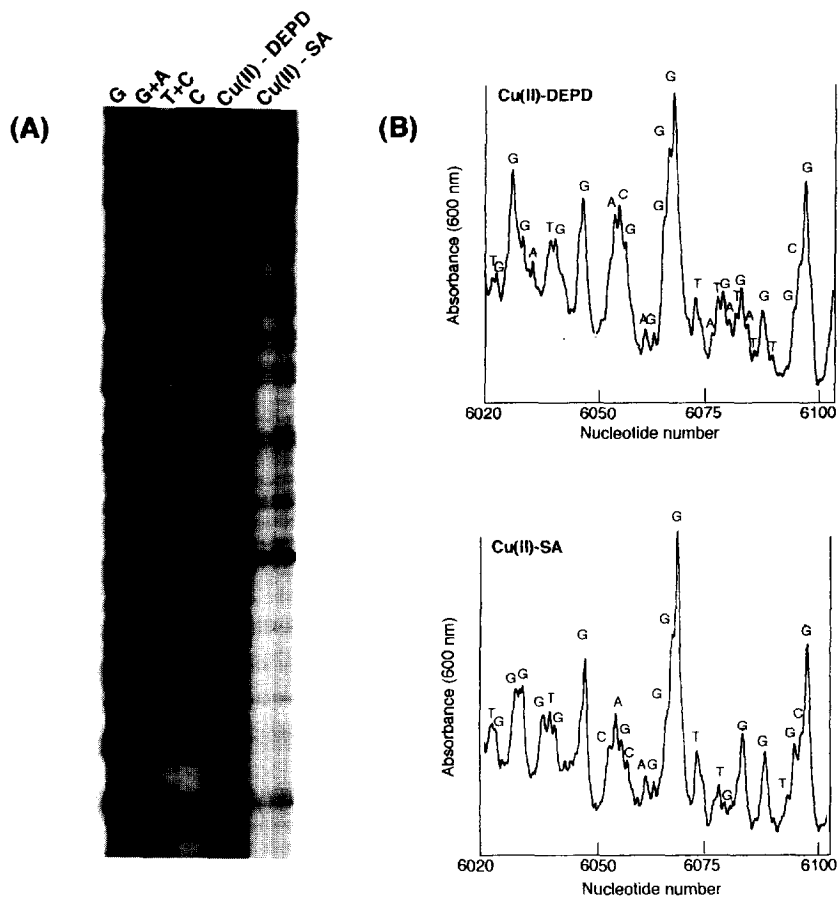 (A)
G
G+A
T+C
C
Cu(II) - DEPD
Cu(II) - SA
(B)
Cu(II)-DEPD
Absorbance (600 nm)
T G G G A T G G A C G A G G G G T A T G A T G A T G T G C G
6020 6050 6075 6100
Nucleotide number
Cu(II)-SA
Absorbance (600 nm)
T G G G G T G G C A G C A G G G G T T G G G T G C G
6020 6050 6075 6100
Nucleotide number